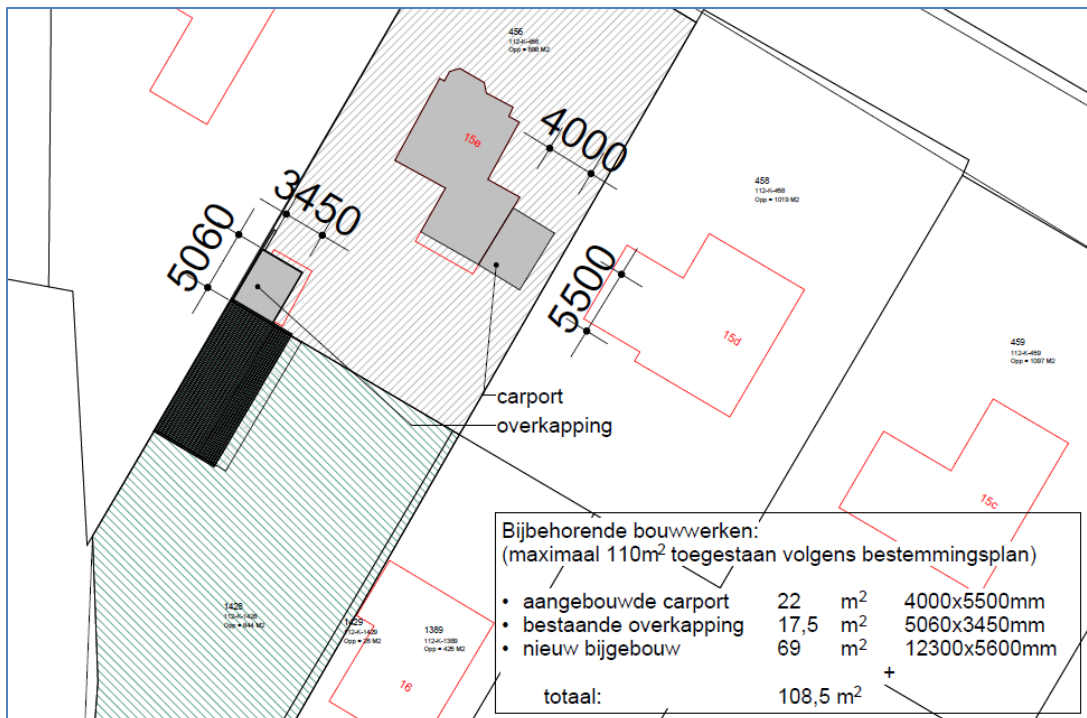 456
112-K-456
Opp = 888 M2
15e
4000
3450
5060
458
112-K-458
Opp = 1019 M2
5500
15d
459
112-K-459
Opp = 1097 M2
carport
overkapping
15c
Bijbehorende bouwwerken:
(maximaal 110m² toegestaan volgens bestemmingsplan)
• aangebouwde carport 22 m² 4000x5500mm
• bestaande overkapping 17,5 m² 5060x3450mm
• nieuw bijgebouw 69 m² 12300x5600mm
+
totaal: 108,5 m²
1428
112-K-1428
Opp = 844 M2
1429
112-K-1429
Opp = 26 M2
1389
112-K-1389
Opp = 425 M2
16